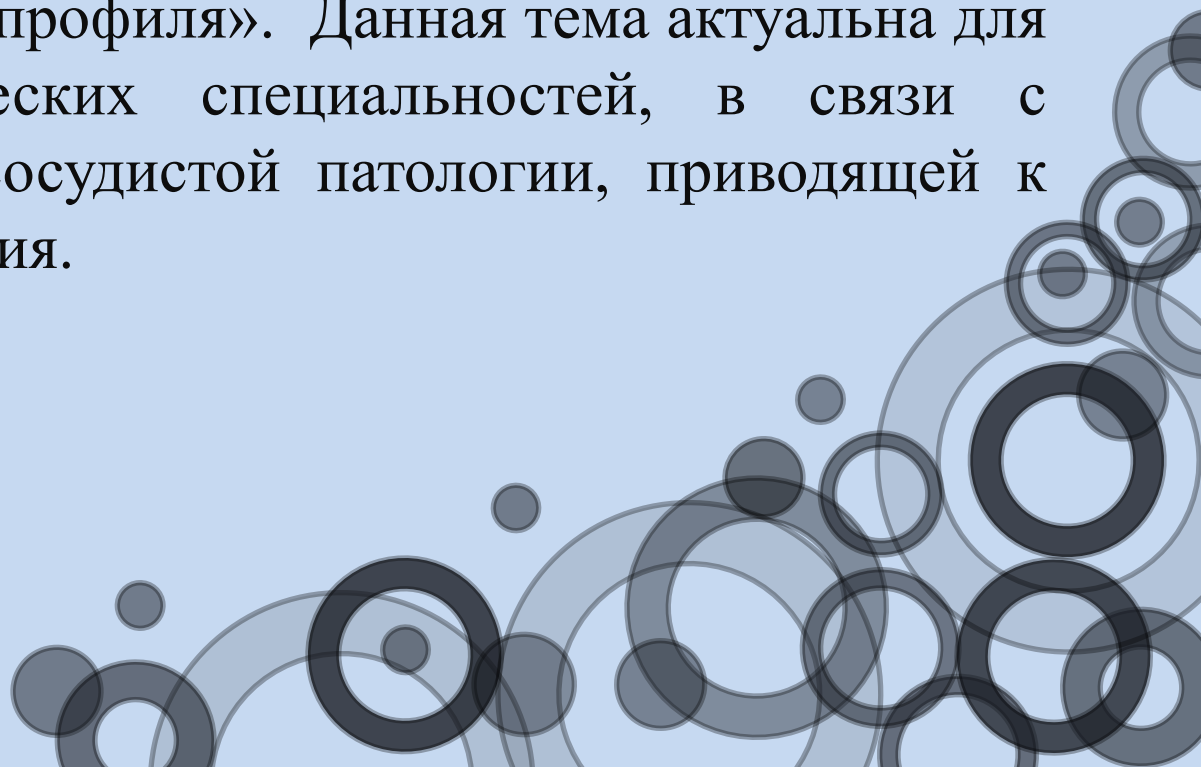 профиля». Данная тема актуальна для
еских специальностей, в связи с
осудистой патологии, приводящей к
ия.